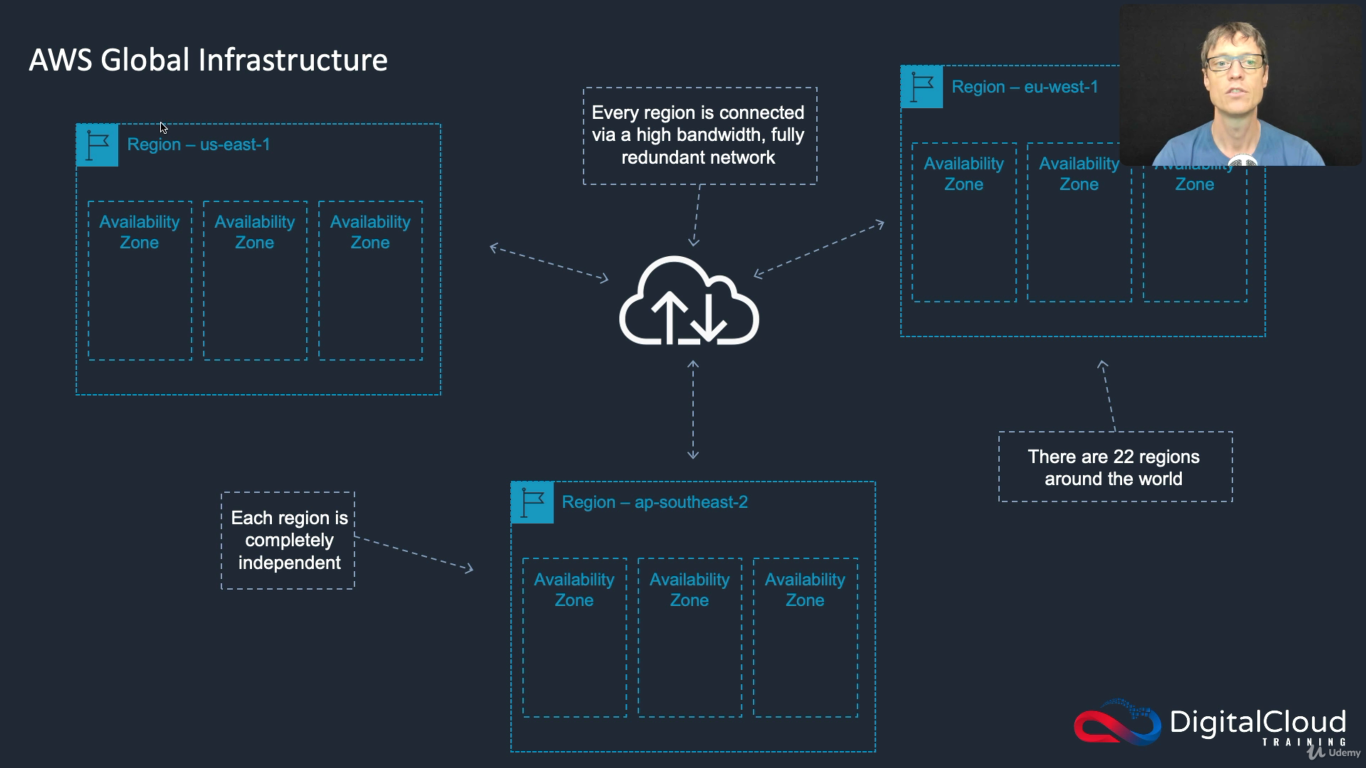 AWS Global Infrastructure
Region – us-east-1
Availability
Zone
Availability
Zone
Availability
Zone
Every region is connected
via a high bandwidth, fully
redundant network
Region – eu-west-1
Availability
Zone
Availability
Zone
Availability
Zone
There are 22 regions
around the world
Each region is
completely
independent
Region – ap-southeast-2
Availability
Zone
Availability
Zone
Availability
Zone
DigitalCloud
TRAINING
Udemy